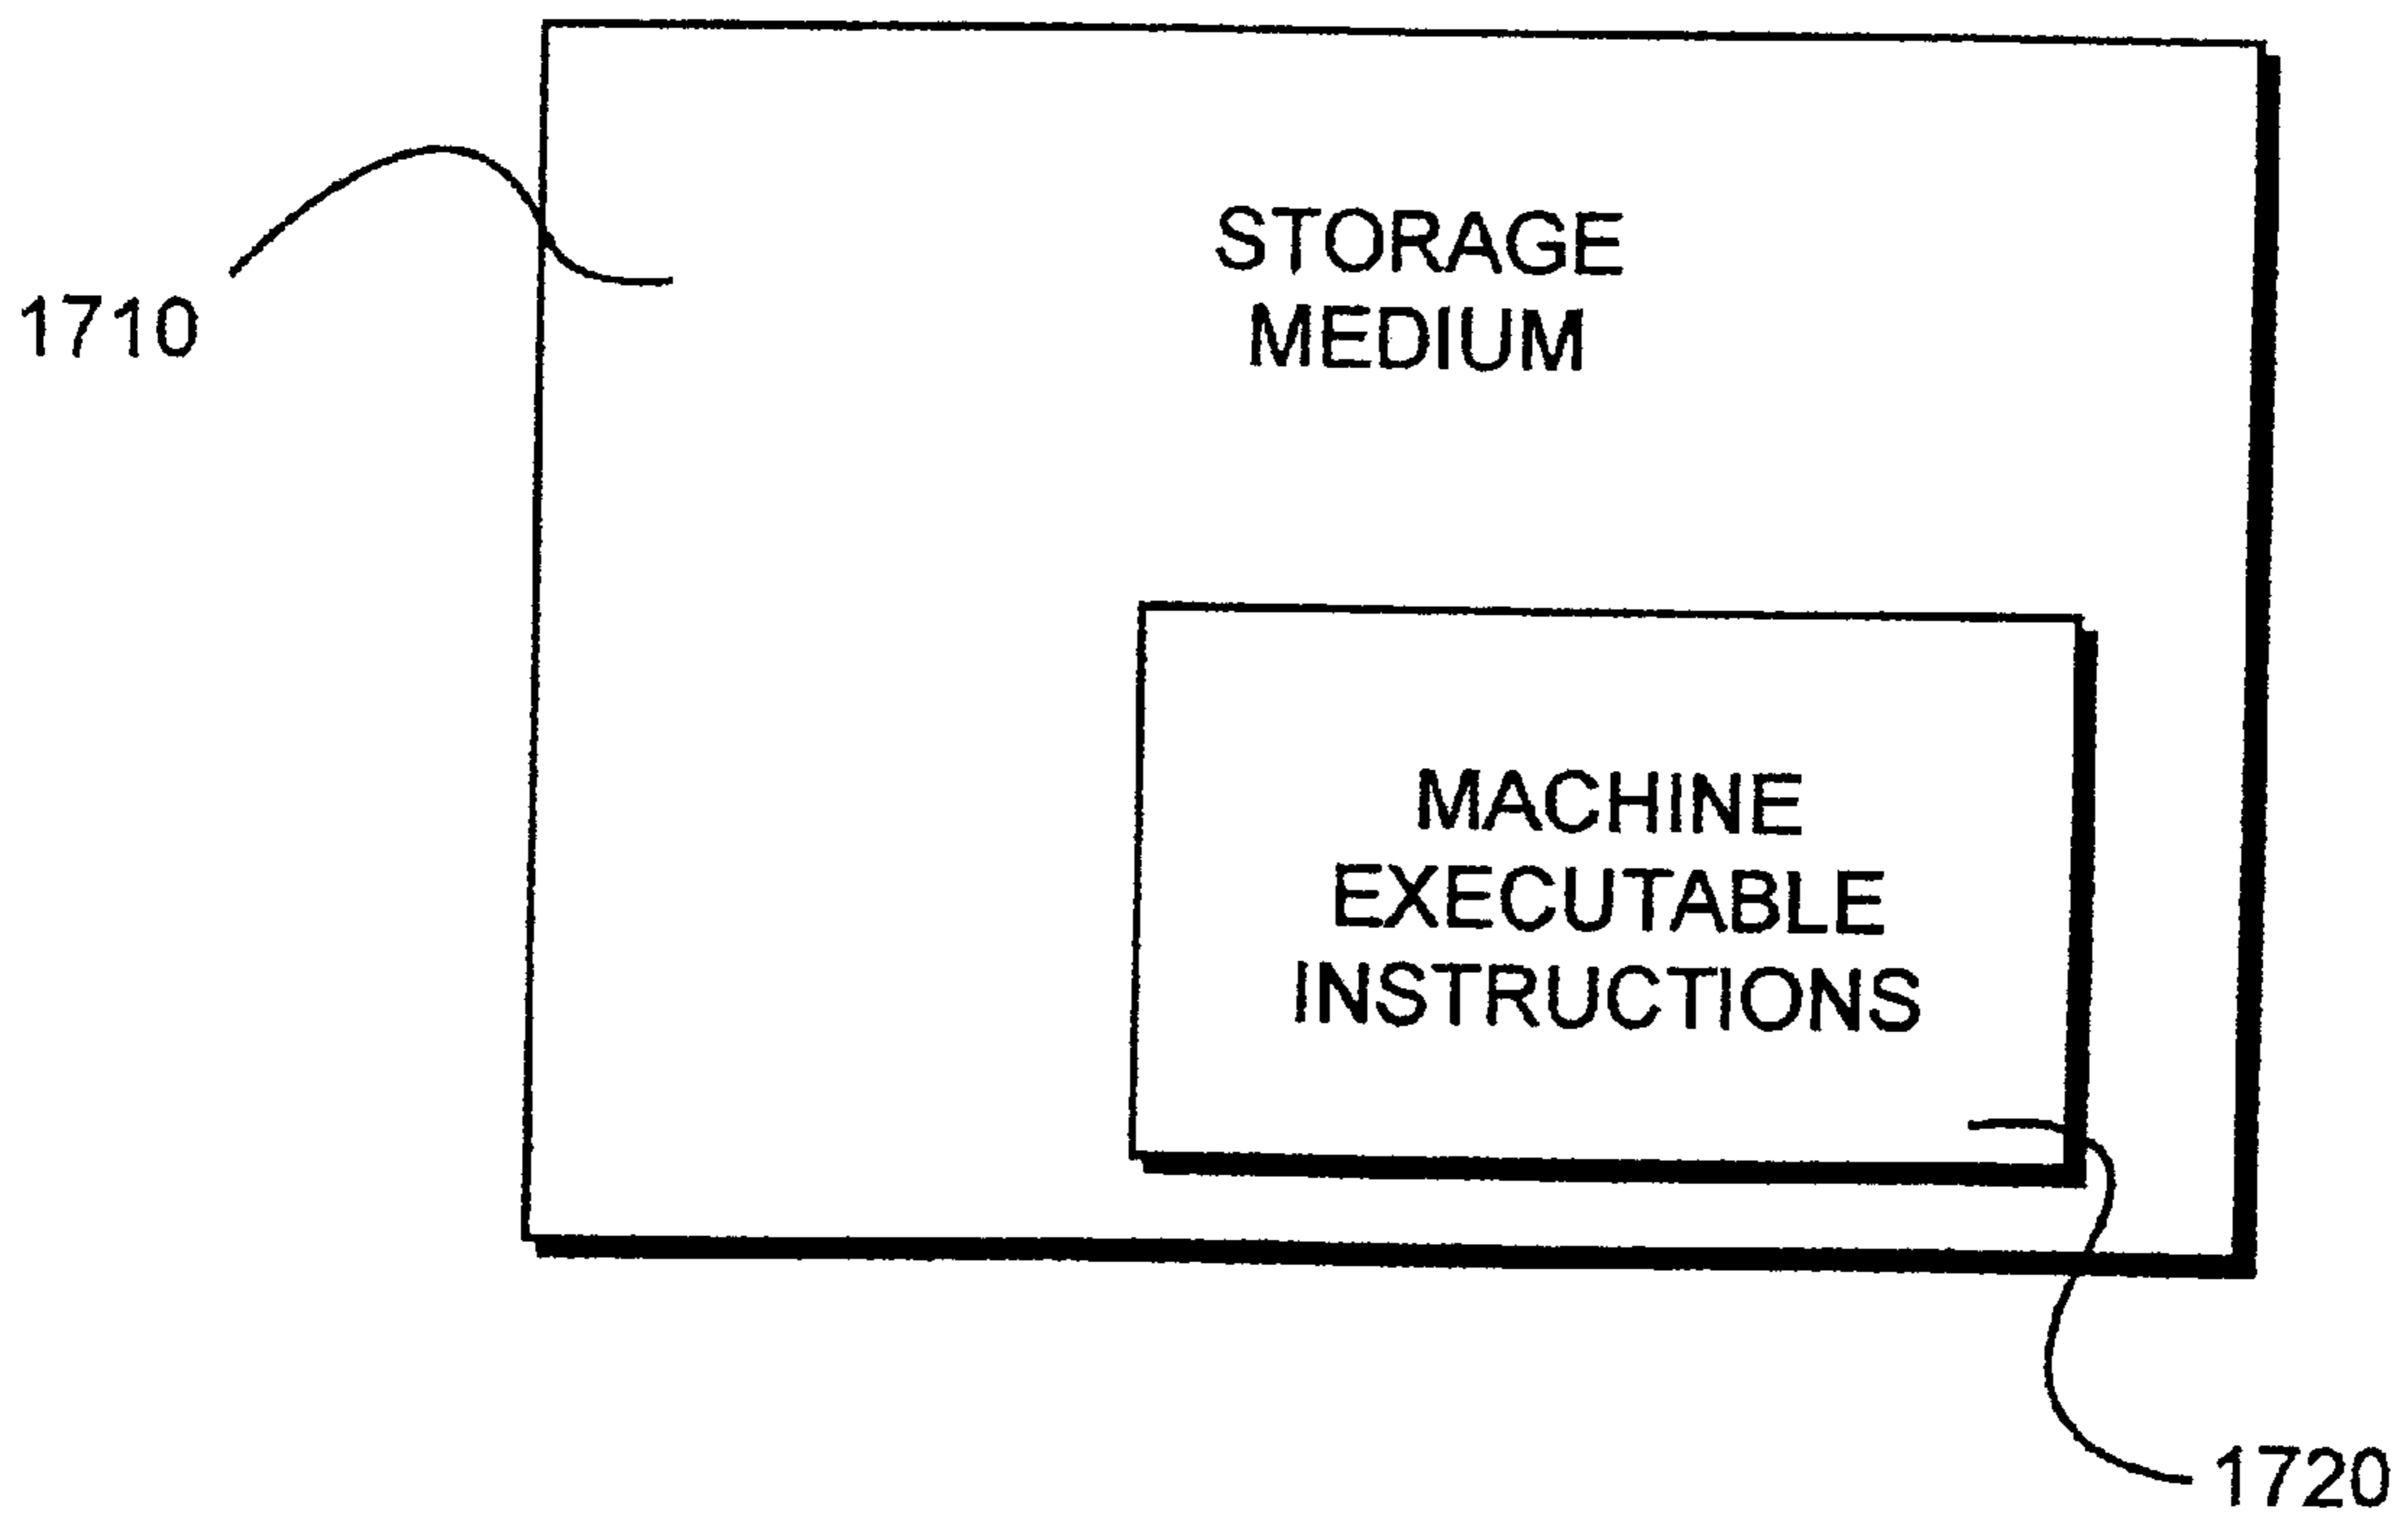 STORAGE
MEDIUM
1710
MACHINE
EXECUTABLE
INSTRUCTIONS
1720